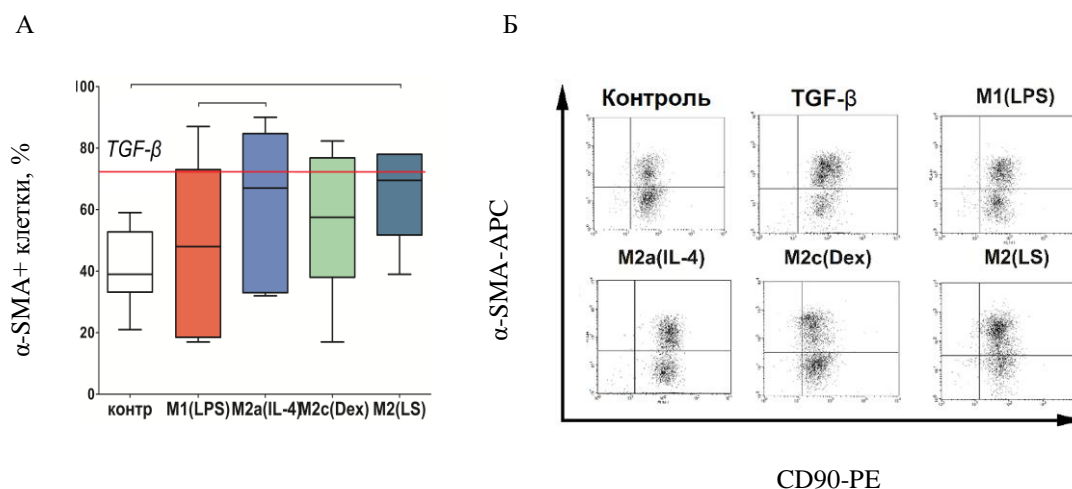 А
Б
α-SMA+ клетки, %
100
80
60
40
20
0
TGF-β
контр
M1(LPS)
M2a(IL-4)
M2c(Dex)
M2(LS)
α-SMA-APC
Контроль
TGF-β
M1(LPS)
M2a(IL-4)
M2c(Dex)
M2(LS)
CD90-PE